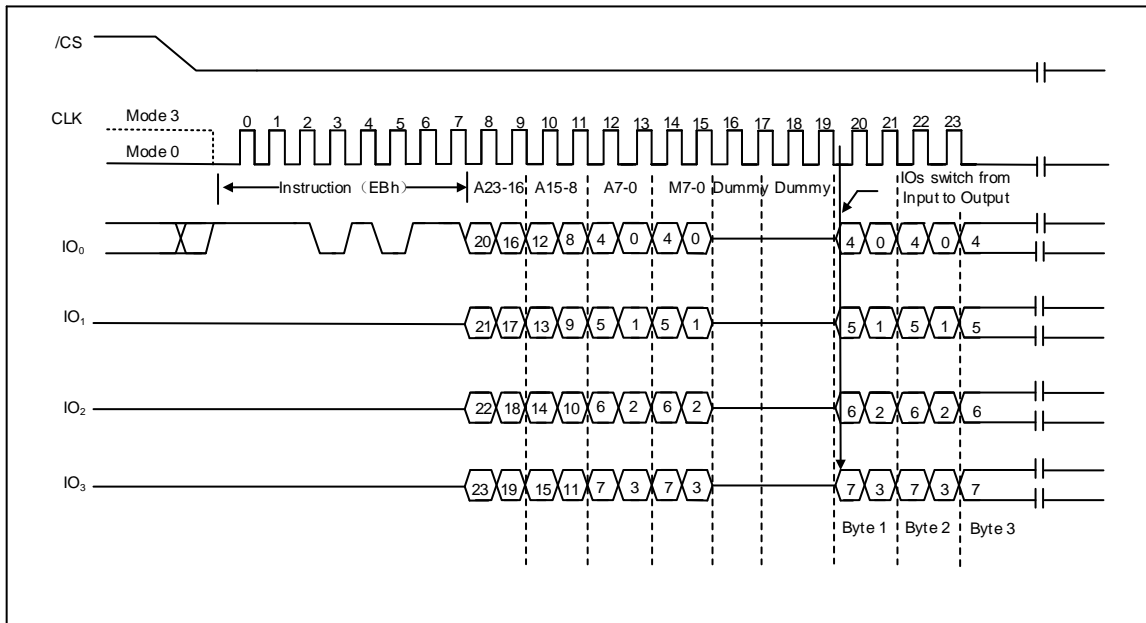 /CS
CLK
Mode 3
Mode 0
0 1 2 3 4 5 6 7 8 9 10 11 12 13 14 15 16 17 18 19 20 21 22 23
Instruction（EBh）
A23-16 A15-8 A7-0 M7-0 Dummy Dummy
IOs switch from
Input to Output
IO0 20 16 12 8 4 0 4 0 4 0 4 0 4
IO1 21 17 13 9 5 1 5 1 5 1 5 1 5
IO2 22 18 14 10 6 2 6 2 6 2 6 2 6
IO3 23 19 15 11 7 3 7 3 7 3 7 3 7
Byte 1 Byte 2 Byte 3